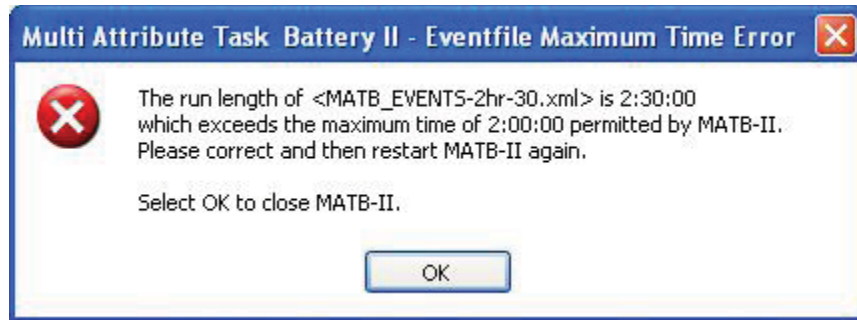 Multi Attribute Task Battery II - Eventfile Maximum Time Error
The run length of <MATB_EVENTS-2hr-30.xml> is 2:30:00
which exceeds the maximum time of 2:00:00 permitted by MATB-II.
Please correct and then restart MATB-II again.
Select OK to close MATB-II.
OK